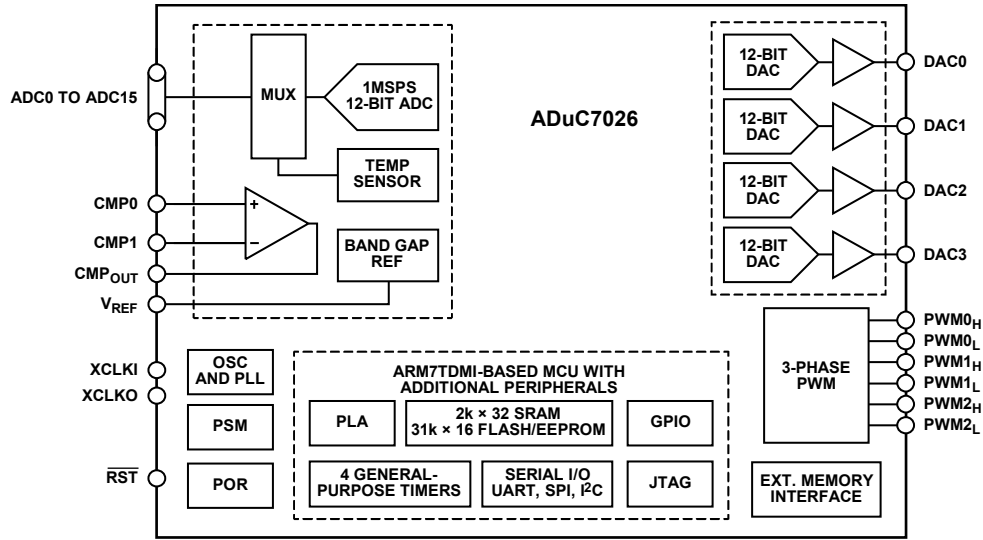 ADuC7026
ADC0 TO ADC15
MUX
1MSPS
12-BIT ADC
TEMP
SENSOR
CMP0
CMP1
CMPOUT
VREF
+
−
BAND GAP
REF
12-BIT
DAC
DAC0
12-BIT
DAC
DAC1
12-BIT
DAC
DAC2
12-BIT
DAC
DAC3
XCLKI
XCLKO
RST
OSC
AND PLL
PSM
POR
ARM7TDMI-BASED MCU WITH
ADDITIONAL PERIPHERALS
PLA
2k × 32 SRAM
31k × 16 FLASH/EEPROM
GPIO
4 GENERAL-
PURPOSE TIMERS
SERIAL I/O
UART, SPI, I2C
JTAG
3-PHASE
PWM
PWM0H
PWM0L
PWM1H
PWM1L
PWM2H
PWM2L
EXT. MEMORY
INTERFACE